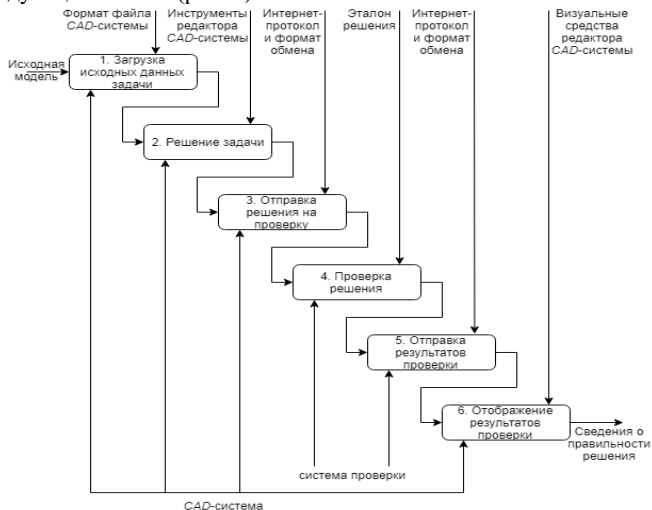 Формат файла
CAD-системы
Инструменты
редактора
CAD-системы
Интернет-
протокол
и формат
обмена
Эталон
решения
Интернет-
протокол
и формат
обмена
Визуальные
средства
редактора
CAD-системы
Исходная
модель
1. Загрузка
исходных данных
задачи
2. Решение задачи
3. Отправка
решения на
проверку
4. Проверка
решения
5. Отправка
результатов
проверки
6. Отображение
результатов
проверки
Сведения о
правильности
решения
система проверки
CAD-система